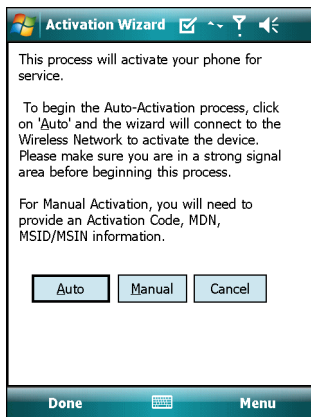 Activation Wizard
This process will activate your phone for
service.
To begin the Auto-Activation process, click
on 'Auto' and the wizard will connect to the
Wireless Network to activate the device.
Please make sure you are in a strong signal
area before beginning this process.
For Manual Activation, you will need to
provide an Activation Code, MDN,
MSID/MSIN information.
Auto Manual Cancel
Done Menu